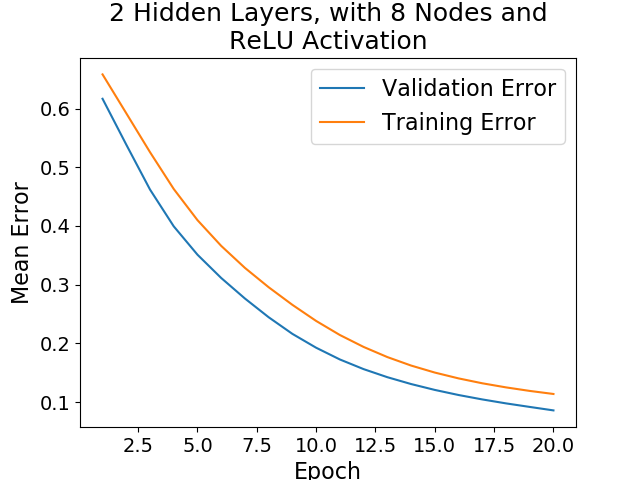 2 Hidden Layers, with 8 Nodes and
ReLU Activation
Validation Error
Training Error
Mean Error
0.6
0.5
0.4
0.3
0.2
0.1
2.5 5.0 7.5 10.0 12.5 15.0 17.5 20.0
Epoch